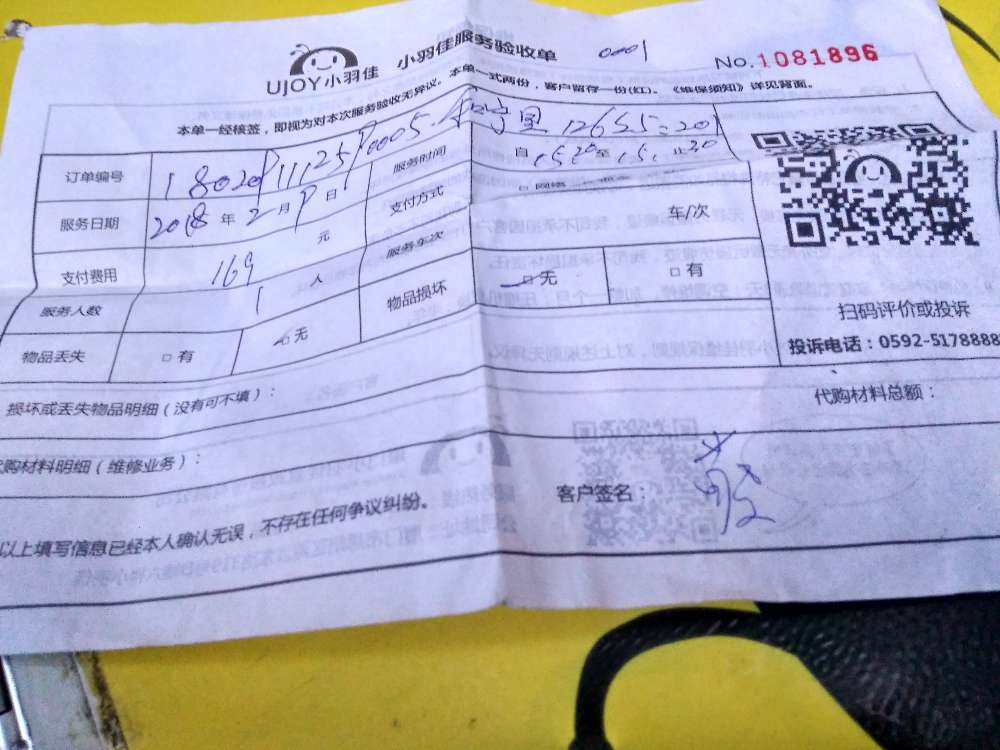 UJOY小羽佳 小羽佳服务验收单 0001 No.1081896
本单一经核签，即视为对本次服务验收无异议。本单一式两份，客户留存一份(红)。《维保须知》详见背面。
订单编号 服务时间 自 至 止
服务日期 2018 年 2 月 9 日 支付方式
支付费用 169 元 服务车次 车/次
服务人数 1 人 物品损坏 □无 □有
物品丢失 □有 □无
扫码评价或投诉
投诉电话：0592-5178888
损坏或丢失物品明细（没有可不填）：
代购材料总额：
购材料明细（维修业务）：
客户签名：
以上填写信息已经本人确认无误，不存在任何争议纠纷。